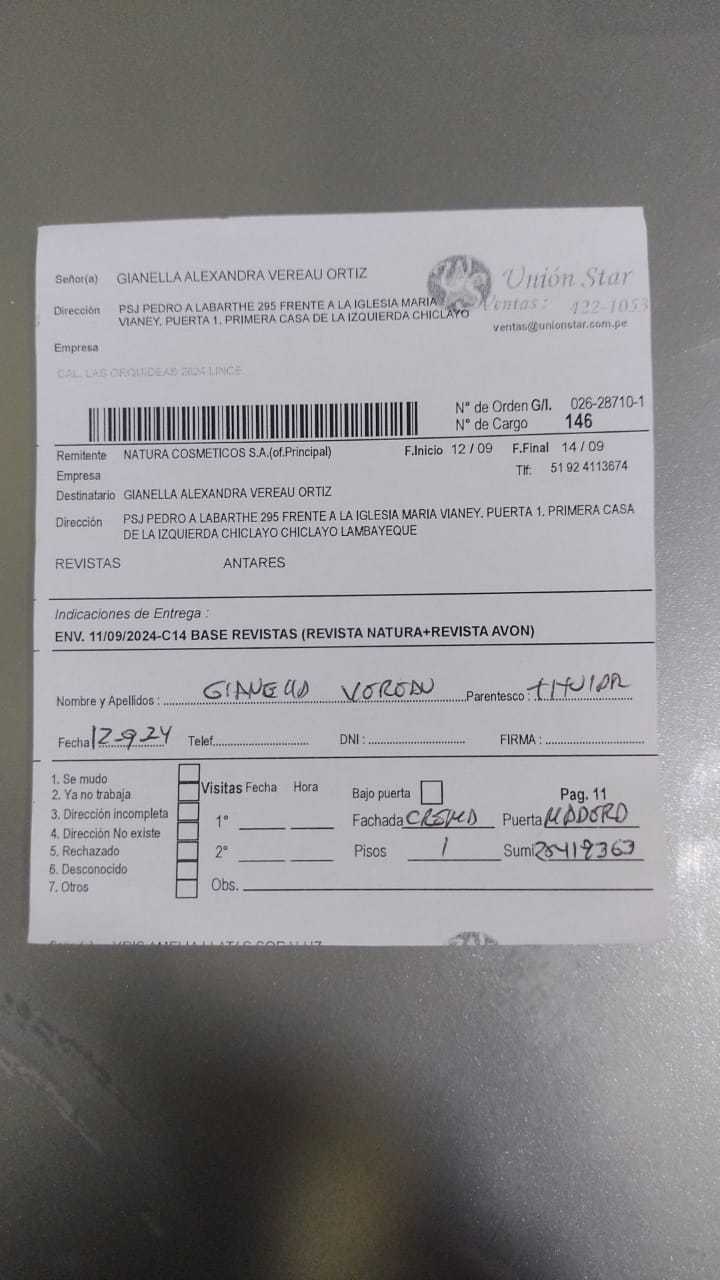 Señor(a) GIANELLA ALEXANDRA VEREAU ORTIZ
Unión Star
Dirección PSJ PEDRO A LABARTHE 295 FRENTE A LA IGLESIA MARIA
VIANEY. PUERTA 1. PRIMERA CASA DE LA IZQUIERDA CHICLAYO
Ventas: 422-1053
ventas@unionstar.com.pe
Empresa
CAL. LAS ORQUIDEAS 2624 LINCE
N° de Orden G/I. 026-28710-1
N° de Cargo 146
Remitente NATURA COSMETICOS S.A.(of.Principal) F.Inicio 12 / 09 F.Final 14 / 09
Empresa Tlf: 51 92 4113674
Destinatario GIANELLA ALEXANDRA VEREAU ORTIZ
Dirección PSJ PEDRO A LABARTHE 295 FRENTE A LA IGLESIA MARIA VIANEY. PUERTA 1. PRIMERA CASA
DE LA IZQUIERDA CHICLAYO CHICLAYO LAMBAYEQUE
REVISTAS ANTARES
Indicaciones de Entrega :
ENV. 11/09/2024-C14 BASE REVISTAS (REVISTA NATURA+REVISTA AVON)
Nombre y Apellidos : GIANELLA VEREAU Parentesco : TITULAR
Fecha 12-9-24 Telef. DNI : FIRMA :
1. Se mudo
2. Ya no trabaja
3. Dirección incompleta
4. Dirección No existe
5. Rechazado
6. Desconocido
7. Otros
Visitas Fecha Hora
1°
2°
Obs.
Bajo puerta Pag. 11
Fachada CREMA Puerta MADERA
Pisos 1 Sumi 25419363